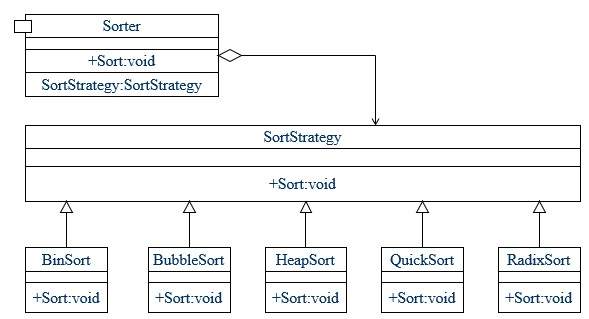 Sorter
+Sort:void
SortStrategy:SortStrategy
SortStrategy
+Sort:void
BinSort
BubbleSort
HeapSort
QuickSort
RadixSort
+Sort:void
+Sort:void
+Sort:void
+Sort:void
+Sort:void